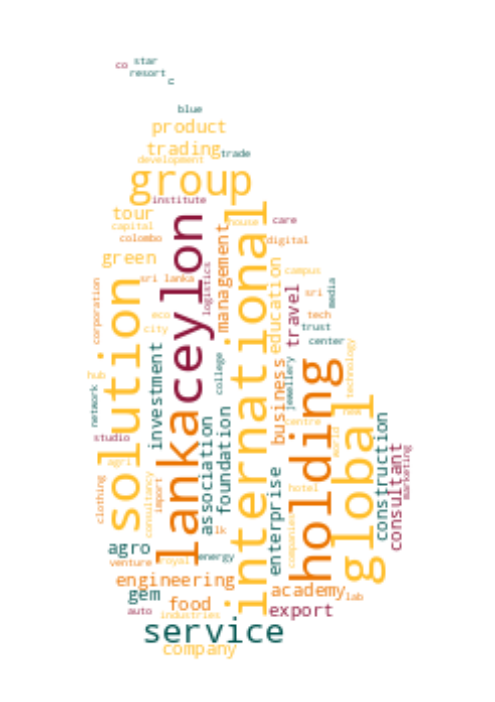 co
star
resort
c
blue
product
trading
trade
development
group
institute
tour
house
care
capital
colombo
ceylon
international
management
digital
green
logistics
education
campus
sri lanka
corporation
solution
travel
sri
media
eco
city
tech
trust
center
investment
lanka
college
business
jewellery
holding
technology
hub
network
studio
association
foundation
centre
new
world
global
construction
consultant
marketing
agri
clothing
consultancy
import
lk
enterprise
hotel
companies
agro
venture
royal
energy
engineering
gem
food
academy
lab
auto
industries
export
service
company